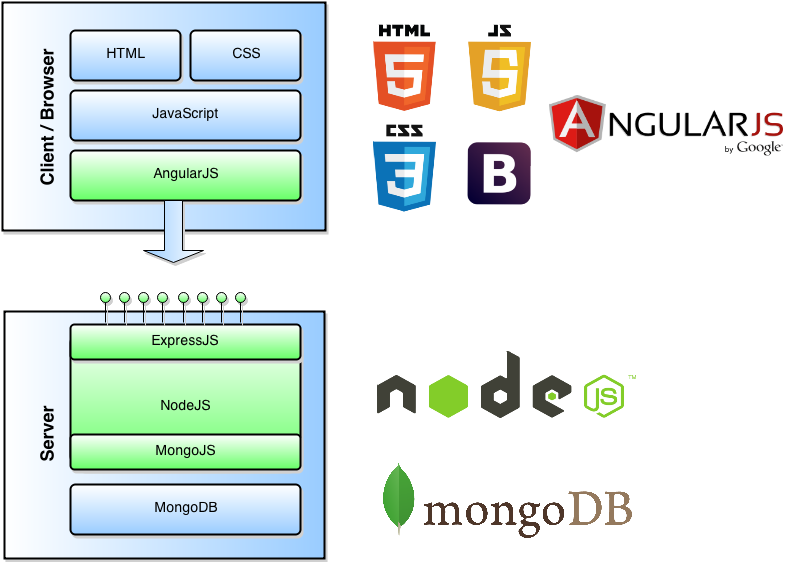 Client / Browser
HTML
CSS
JavaScript
AngularJS
HTML
5
JS
5
CSS
3
B
ANGULARJS
by Google
Server
ExpressJS
NodeJS
MongoJS
MongoDB
node
JS
™
mongoDB